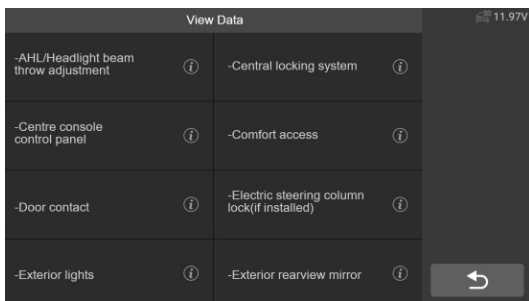 View Data
11.97V
-AHL/Headlight beam
throw adjustment
-Central locking system
-Centre console
control panel
-Comfort access
-Door contact
-Electric steering column
lock(if installed)
-Exterior lights
-Exterior rearview mirror